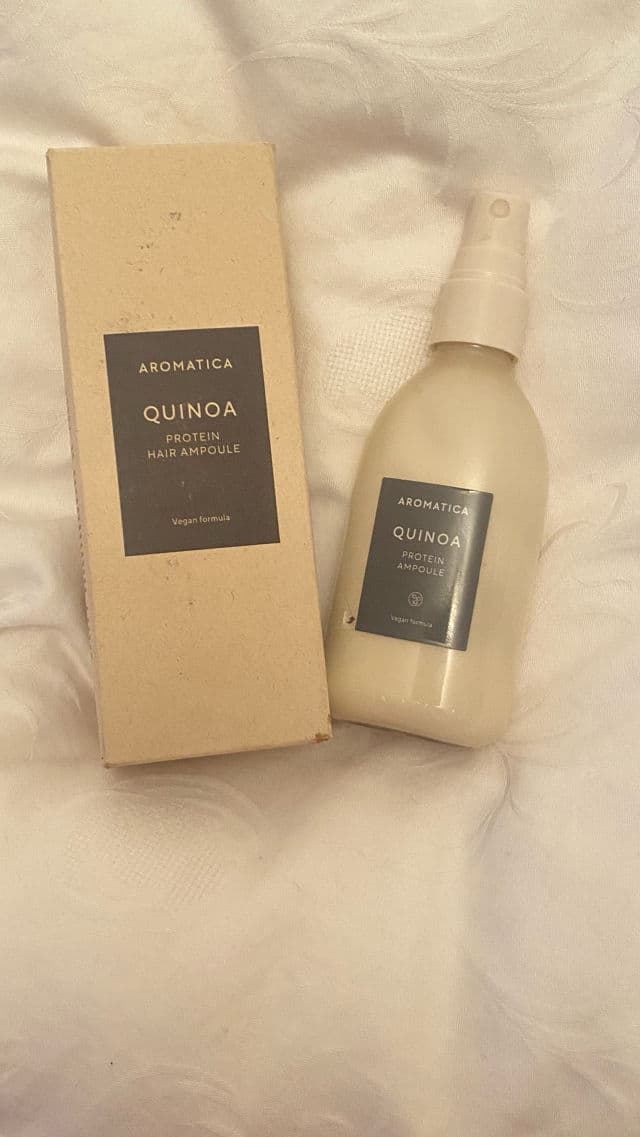 AROMATICA
QUINOA
PROTEIN
HAIR AMPOULE
Vegan formula
AROMATICA
QUINOA
PROTEIN
AMPOULE
Vegan formula